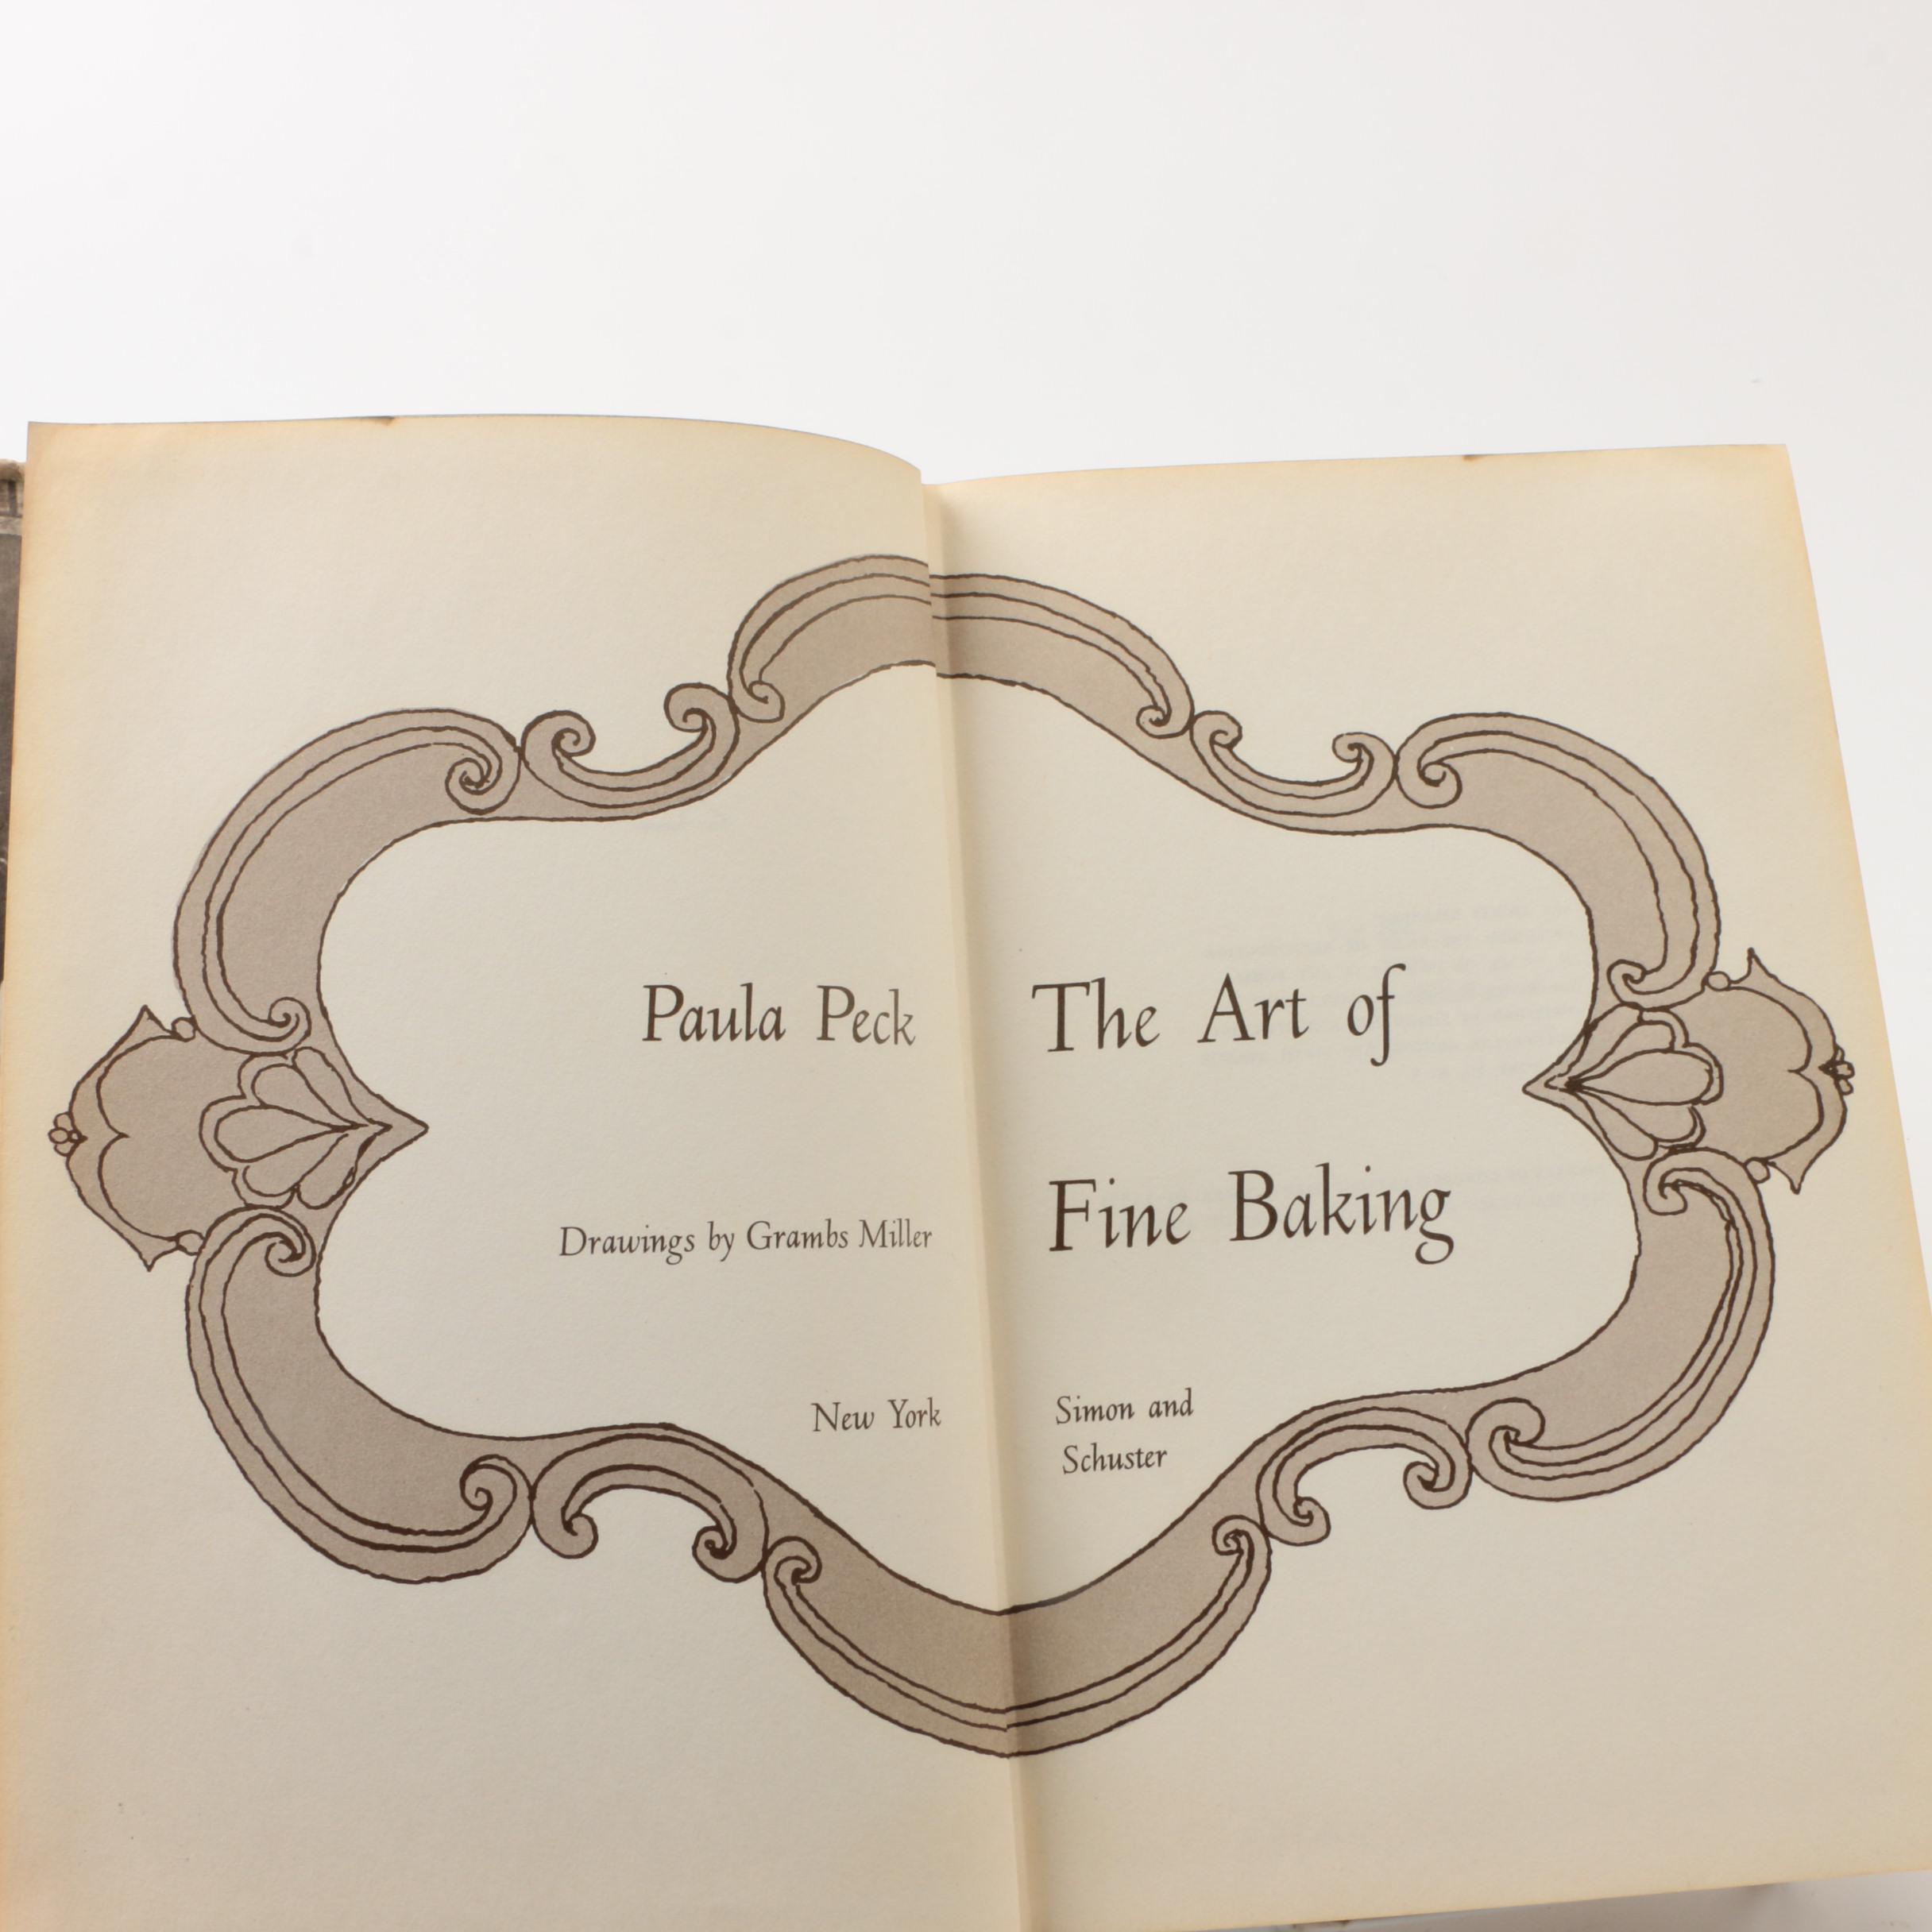 Paula Peck
Drawings by Grambs Miller
New York
The Art of
Fine Baking
Simon and
Schuster